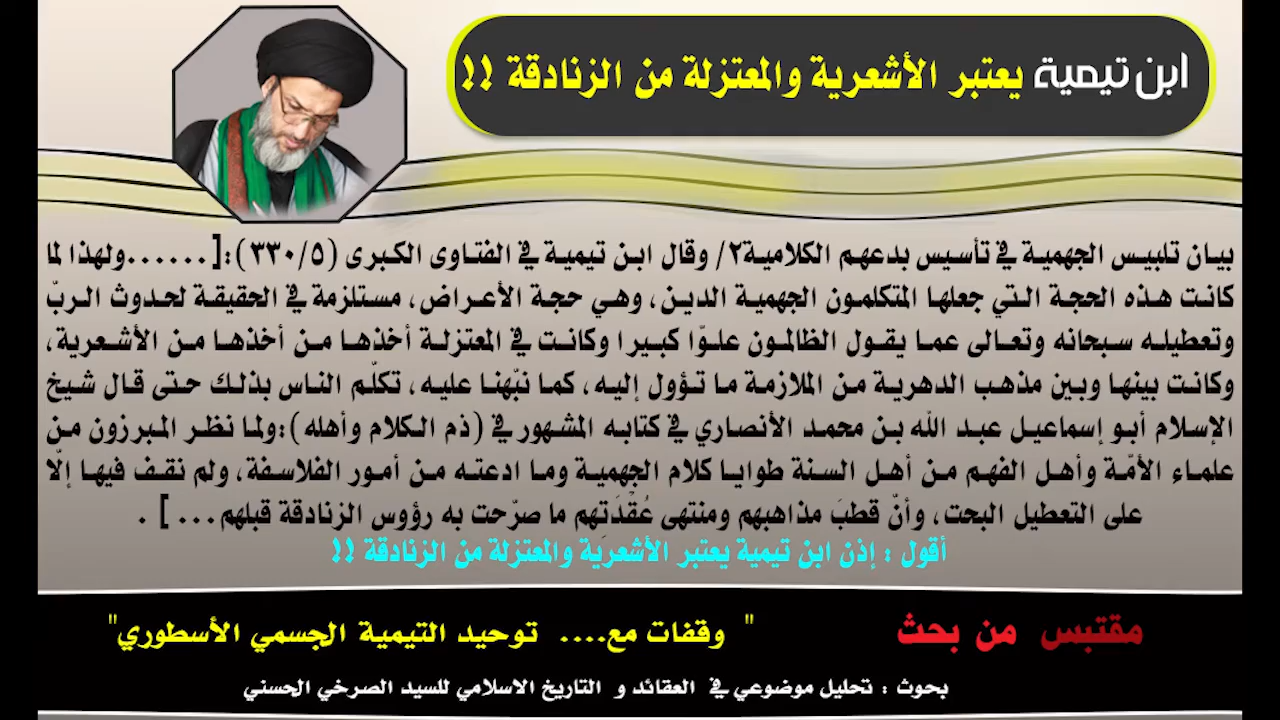 ابن تيمية يعتبر الأشعرية والمعتزلة من الزنادقة !!
بيان تلبيس الجهمية في تأسيس بدعهم الكلامية٢/ وقال ابن تيمية في الفتاوى الكبرى (٣٣٠/٥):[......ولهذا لما
كانت هذه الحجة التي جعلها المتكلمون الجهمية الدين، وهي حجة الأعراض، مستلزمة في الحقيقة لحدوث الربّ
وتعطيله سبحانه وتعالى عما يقول الظالمون علوّا كبيرا وكانت في المعتزلة أخذها من أخذها من الأشعرية،
وكانت بينها وبين مذهب الدهرية من الملازمة ما تؤول إليه، كما نبّهنا عليه، تكلّم الناس بذلك حتى قال شيخ
الإسلام أبو إسماعيل عبد الله بن محمد الأنصاري في كتابه المشهور في (ذم الكلام وأهله):ولما نظر المبرزون من
علماء الأمّة وأهل الفهم من أهل السنة طوايا كلام الجهمية وما ادعته من أمور الفلاسفة، ولم نقف فيها إلّا
على التعطيل البحت، وأنّ قطبَ مذاهبهم ومنتهى عُقْدَتِهم ما صرّحت به رؤوس الزنادقة قبلهم...] .
أقول : إذن ابن تيمية يعتبر الأشعرية والمعتزلة من الزنادقة !!
مقتبس من بحث " وقفات مع.... توحيد التيمية الجسمي الأسطوري"
بحوث : تحليل موضوعي في العقائد و التاريخ الاسلامي للسيد الصرخي الحسني